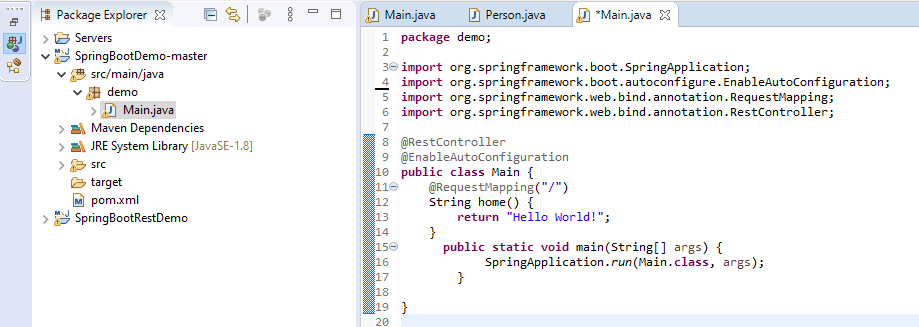 Package Explorer
Servers
SpringBootDemo-master
src/main/java
demo
Main.java
Maven Dependencies
JRE System Library [JavaSE-1.8]
src
target
pom.xml
SpringBootRestDemo
Main.java Person.java *Main.java
1 package demo;
2
3 import org.springframework.boot.SpringApplication;
4 import org.springframework.boot.autoconfigure.EnableAutoConfiguration;
5 import org.springframework.web.bind.annotation.RequestMapping;
6 import org.springframework.web.bind.annotation.RestController;
7
8 @RestController
9 @EnableAutoConfiguration
10 public class Main {
11 @RequestMapping("/")
12 String home() {
13 return "Hello World!";
14 }
15 public static void main(String[] args) {
16 SpringApplication.run(Main.class, args);
17 }
18
19 }
20